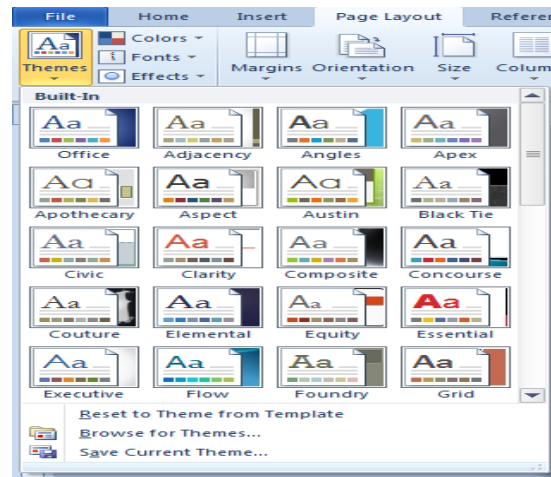 File Home Insert Page Layout Referen
Colors
Fonts
Effects
Themes Margins Orientation Size Colum
Built-In
Aa Aa Aa Aa
Office Adjacency Angles Apex
Aa Aa Aa Aa
Apothecary Aspect Austin Black Tie
Aa Aa Aa Aa
Civic Clarity Composite Concourse
Aa Aa Aa Aa
Couture Elemental Equity Essential
Aa Aa Aa Aa
Executive Flow Foundry Grid
Reset to Theme from Template
Browse for Themes...
Save Current Theme...